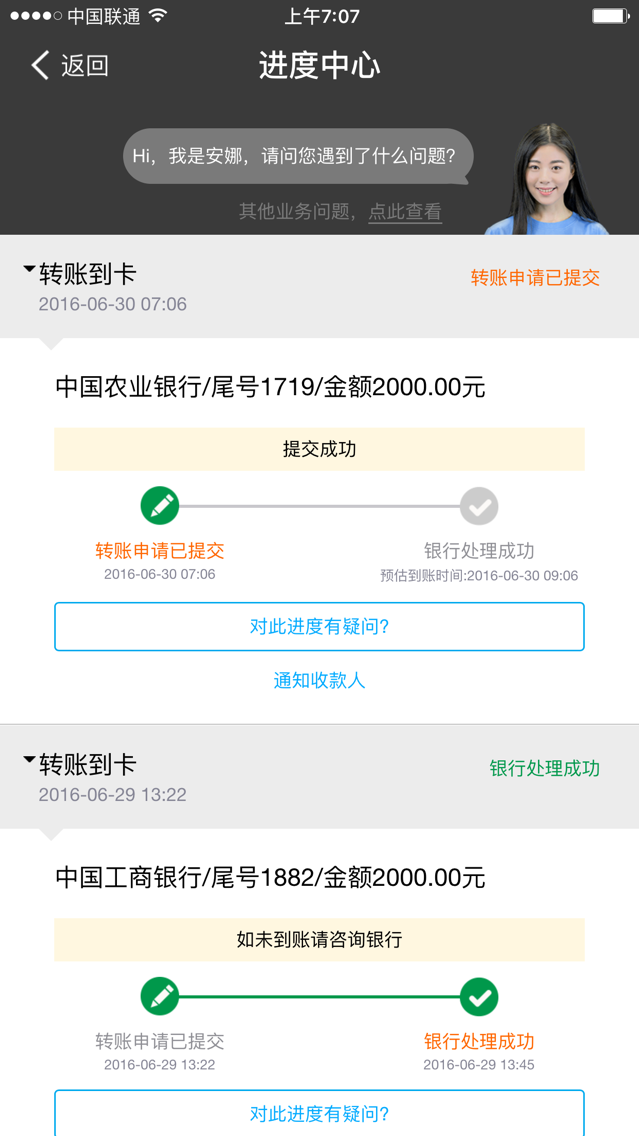 中国联通
上午7:07
返回
进度中心
Hi，我是安娜，请问您遇到了什么问题?
其他业务问题，点此查看
转账到卡
转账申请已提交
2016-06-30 07:06
中国农业银行/尾号1719/金额2000.00元
提交成功
转账申请已提交
银行处理成功
2016-06-30 07:06
预估到账时间:2016-06-30 09:06
对此进度有疑问?
通知收款人
转账到卡
银行处理成功
2016-06-29 13:22
中国工商银行/尾号1882/金额2000.00元
如未到账请咨询银行
转账申请已提交
银行处理成功
2016-06-29 13:22
2016-06-29 13:45
对此进度有疑问?